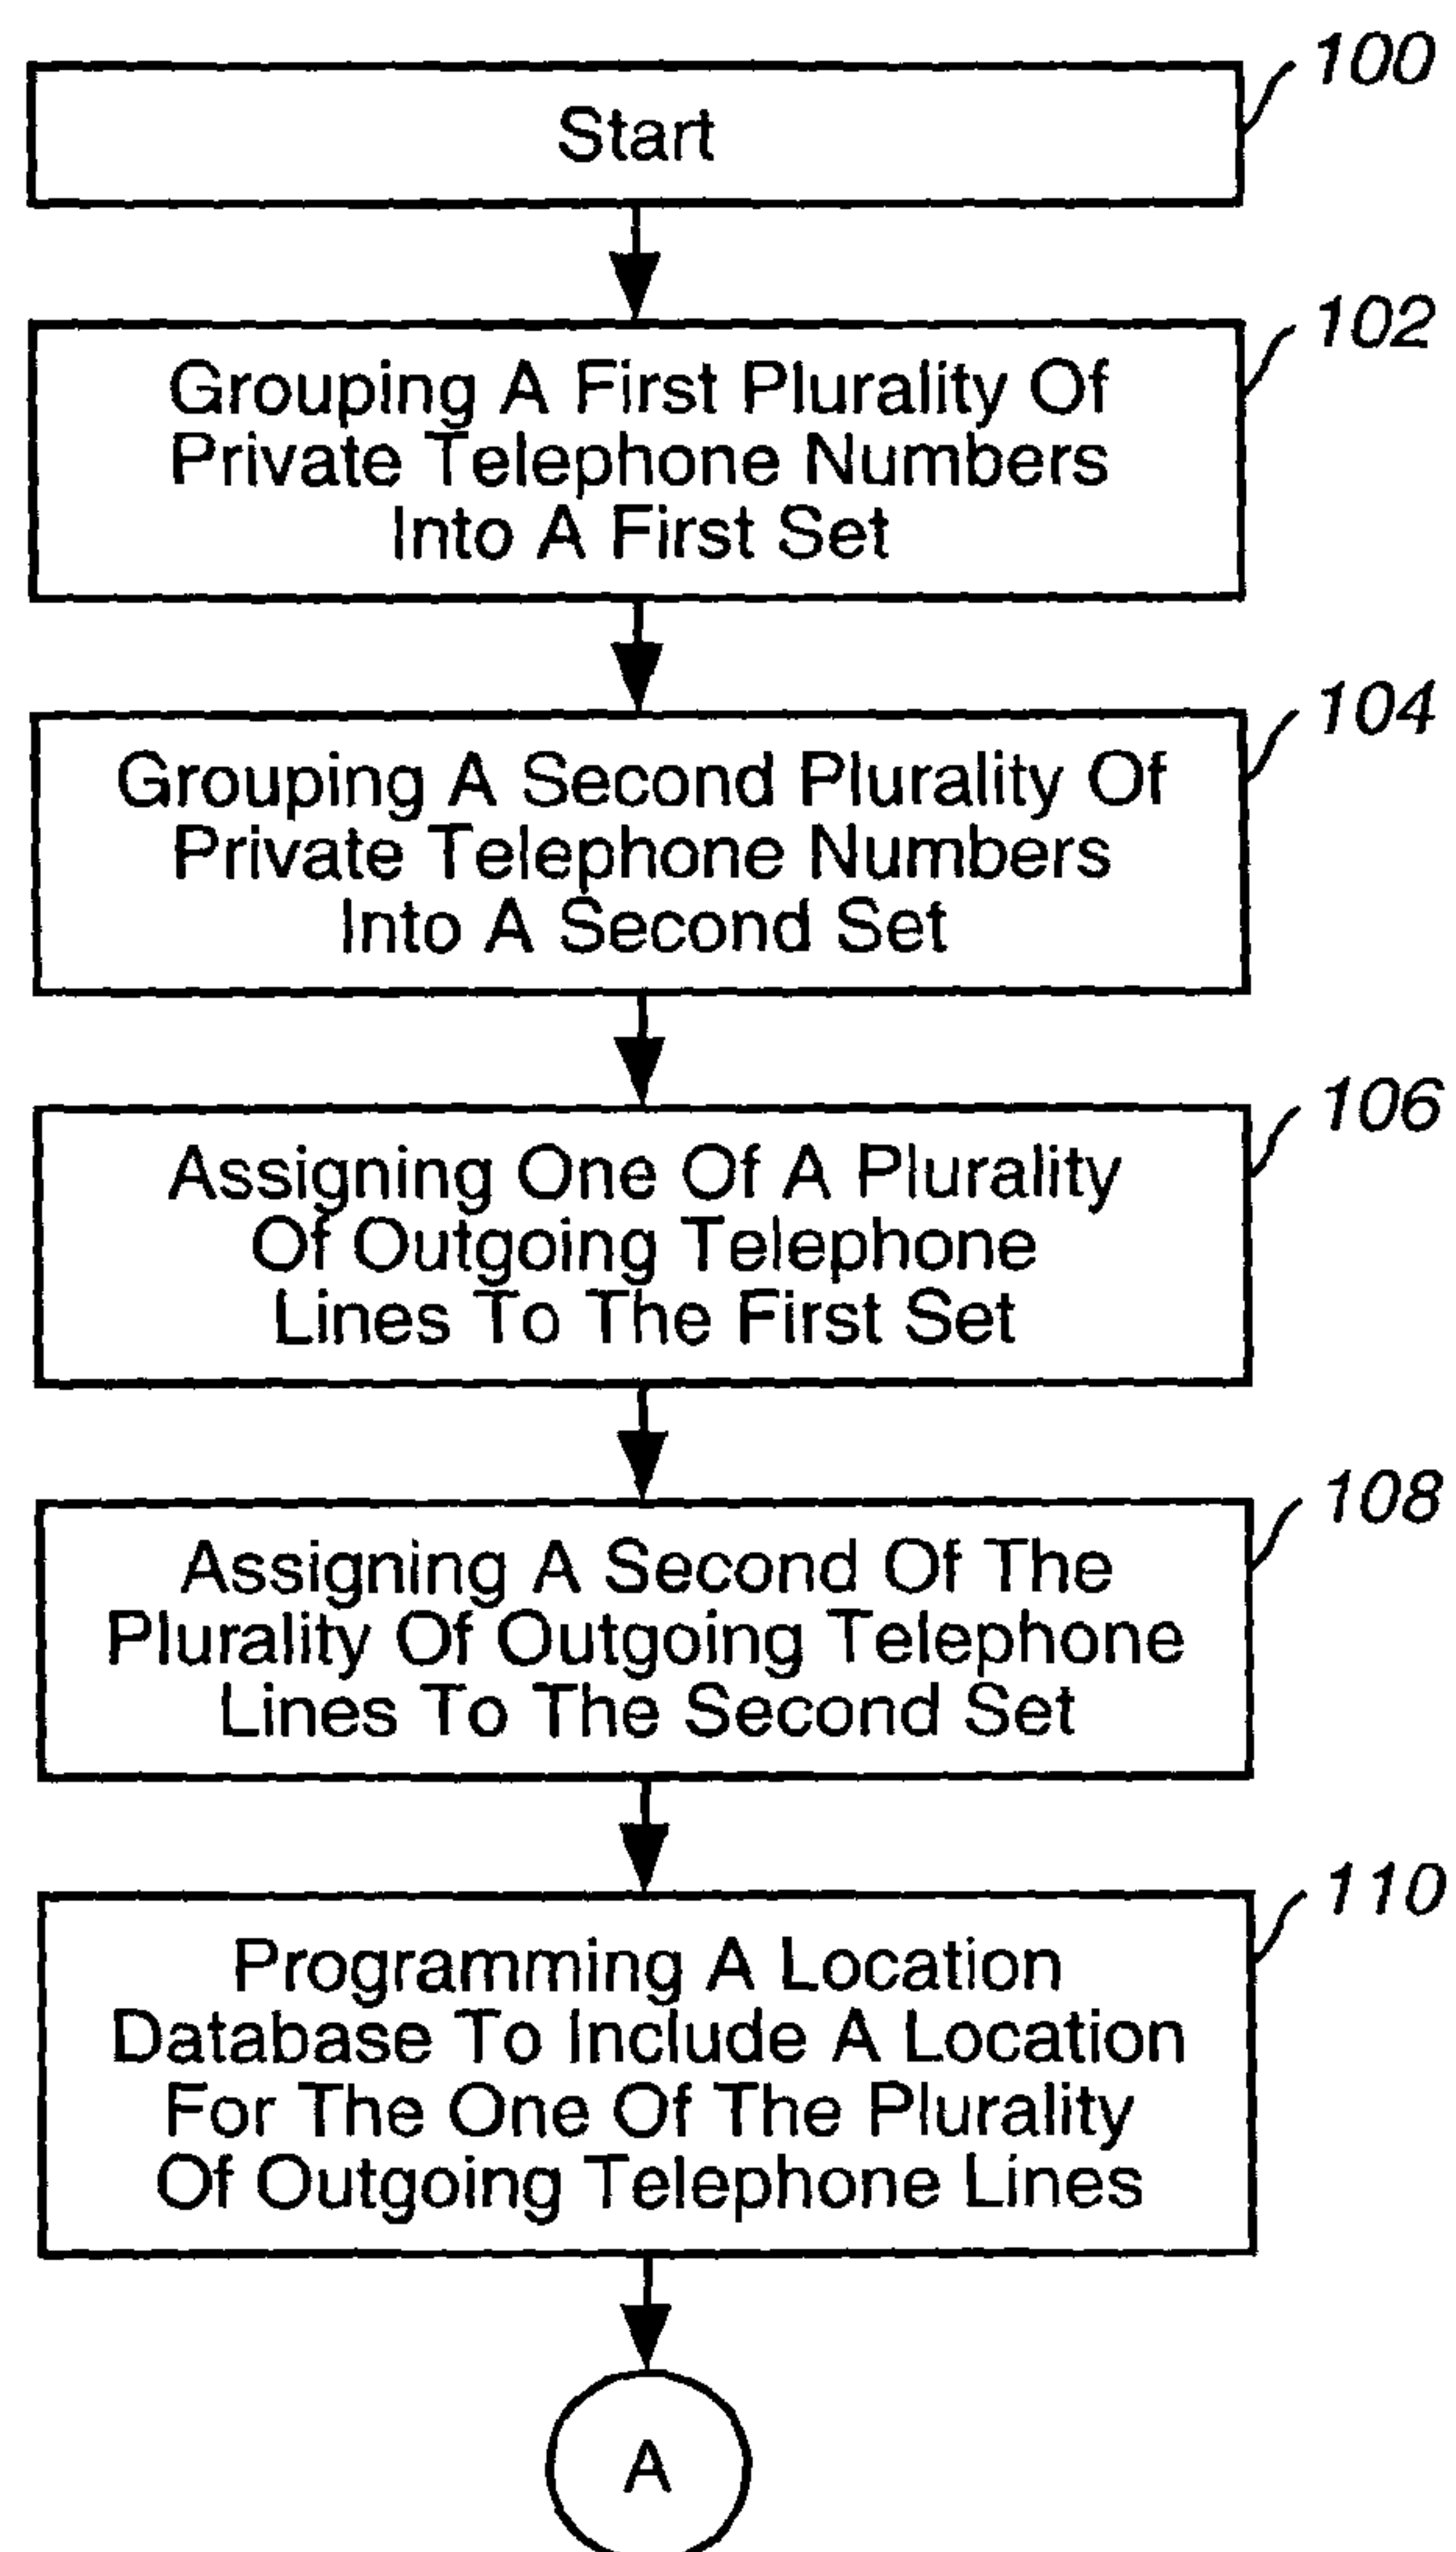 100
Start
102
Grouping A First Plurality Of
Private Telephone Numbers
Into A First Set
104
Grouping A Second Plurality Of
Private Telephone Numbers
Into A Second Set
106
Assigning One Of A Plurality
Of Outgoing Telephone
Lines To The First Set
108
Assigning A Second Of The
Plurality Of Outgoing Telephone
Lines To The Second Set
110
Programming A Location
Database To Include A Location
For The One Of The Plurality
Of Outgoing Telephone Lines
A